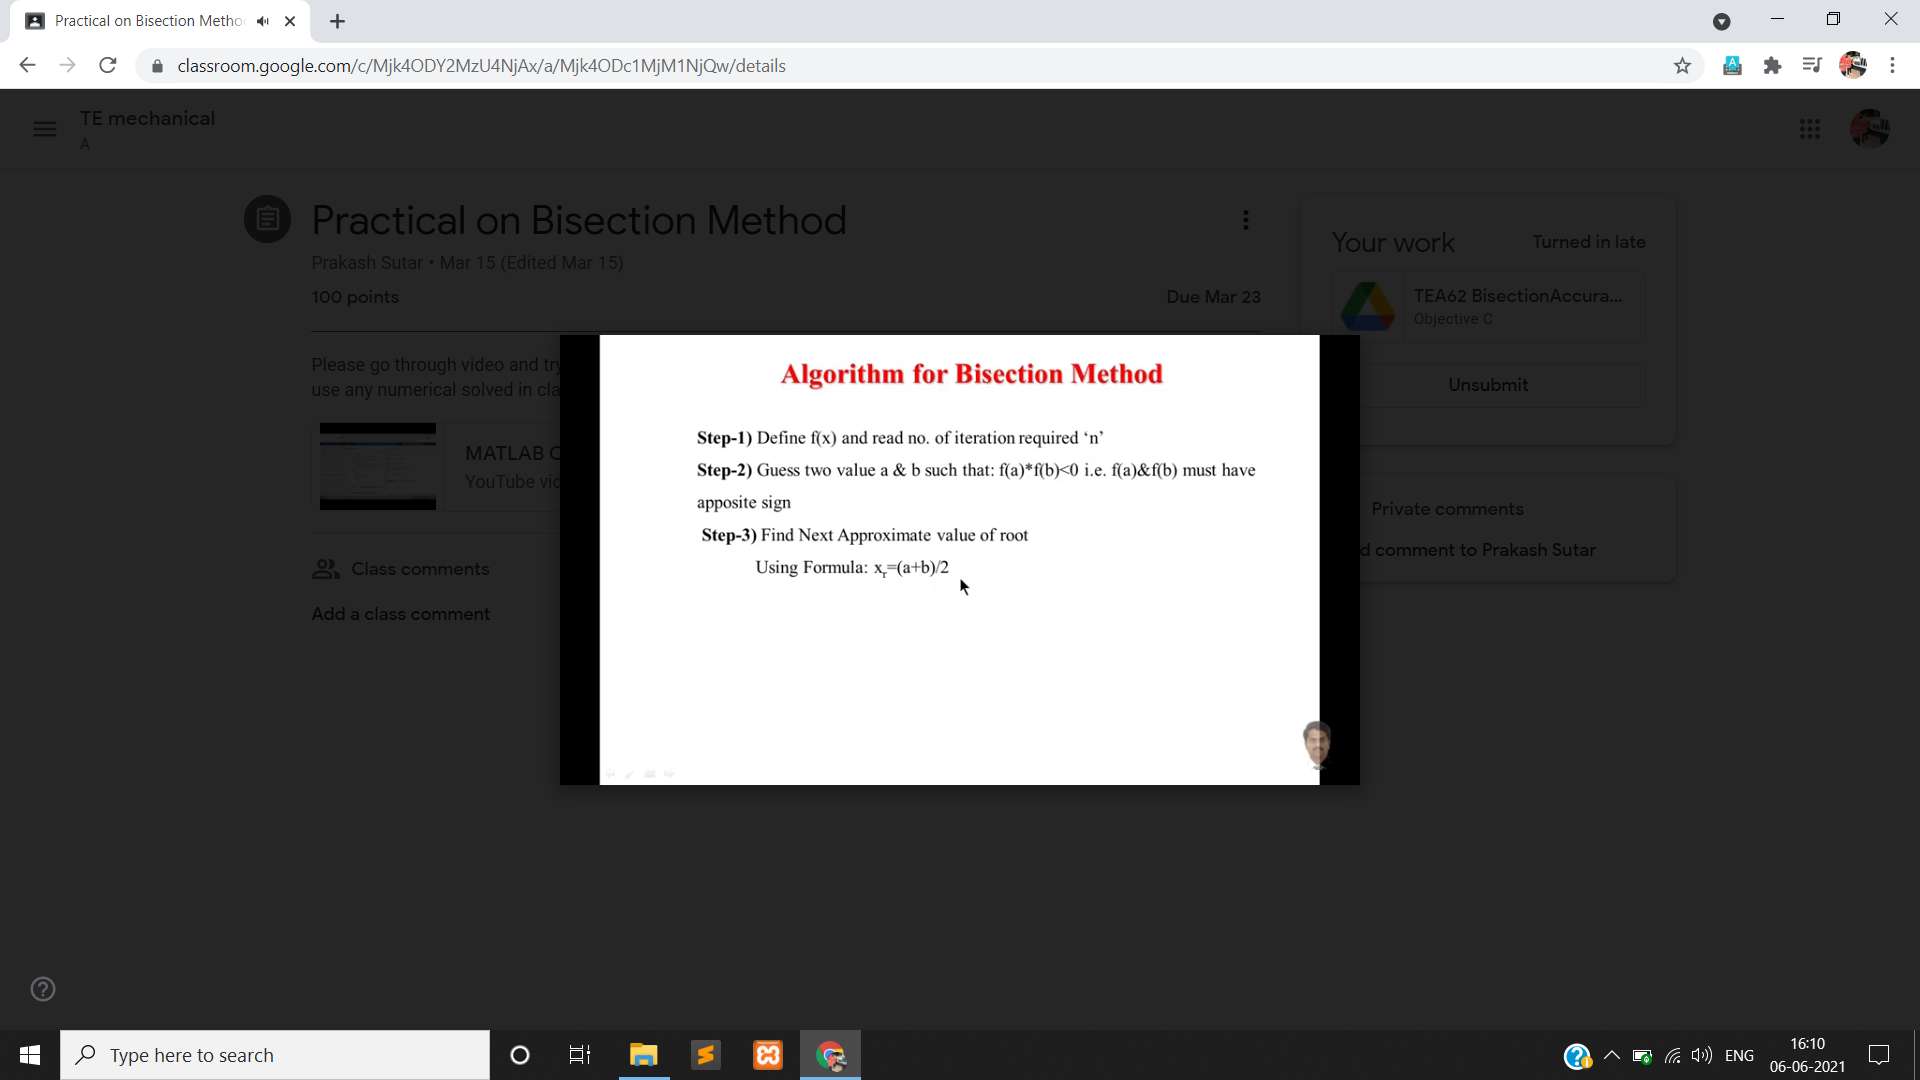 Practical on Bisection Metho
classroom.google.com/c/Mjk4ODY2MzU4NjAx/a/Mjk4ODc1MjM1NjQw/details
TE mechanical
A
Practical on Bisection Method
Prakash Sutar • Mar 15 (Edited Mar 15)
100 points
Due Mar 23
Please go through video and try
use any numerical solved in cla
MATLAB C
YouTube vid
Class comments
Add a class comment
Your work
Turned in late
TEA62 BisectionAccura...
Objective C
Unsubmit
Private comments
d comment to Prakash Sutar
Algorithm for Bisection Method
Step-1) Define f(x) and read no. of iteration required ‘n’
Step-2) Guess two value a & b such that: f(a)*f(b)<0 i.e. f(a)&f(b) must have
apposite sign
Step-3) Find Next Approximate value of root
Using Formula: xr=(a+b)/2
Type here to search
ENG
16:10
06-06-2021